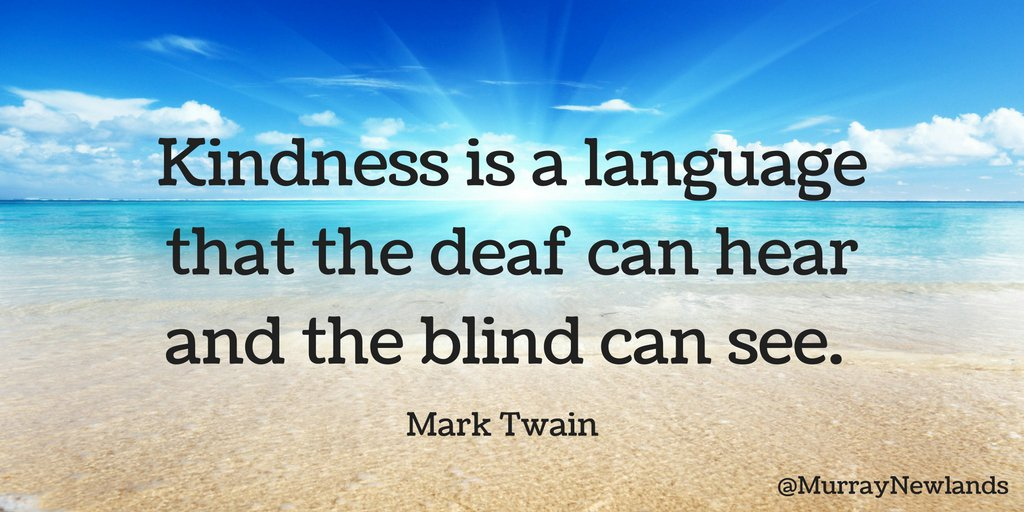 Kindness is a language
that the deaf can hear
and the blind can see.
Mark Twain
@MurrayNewlands